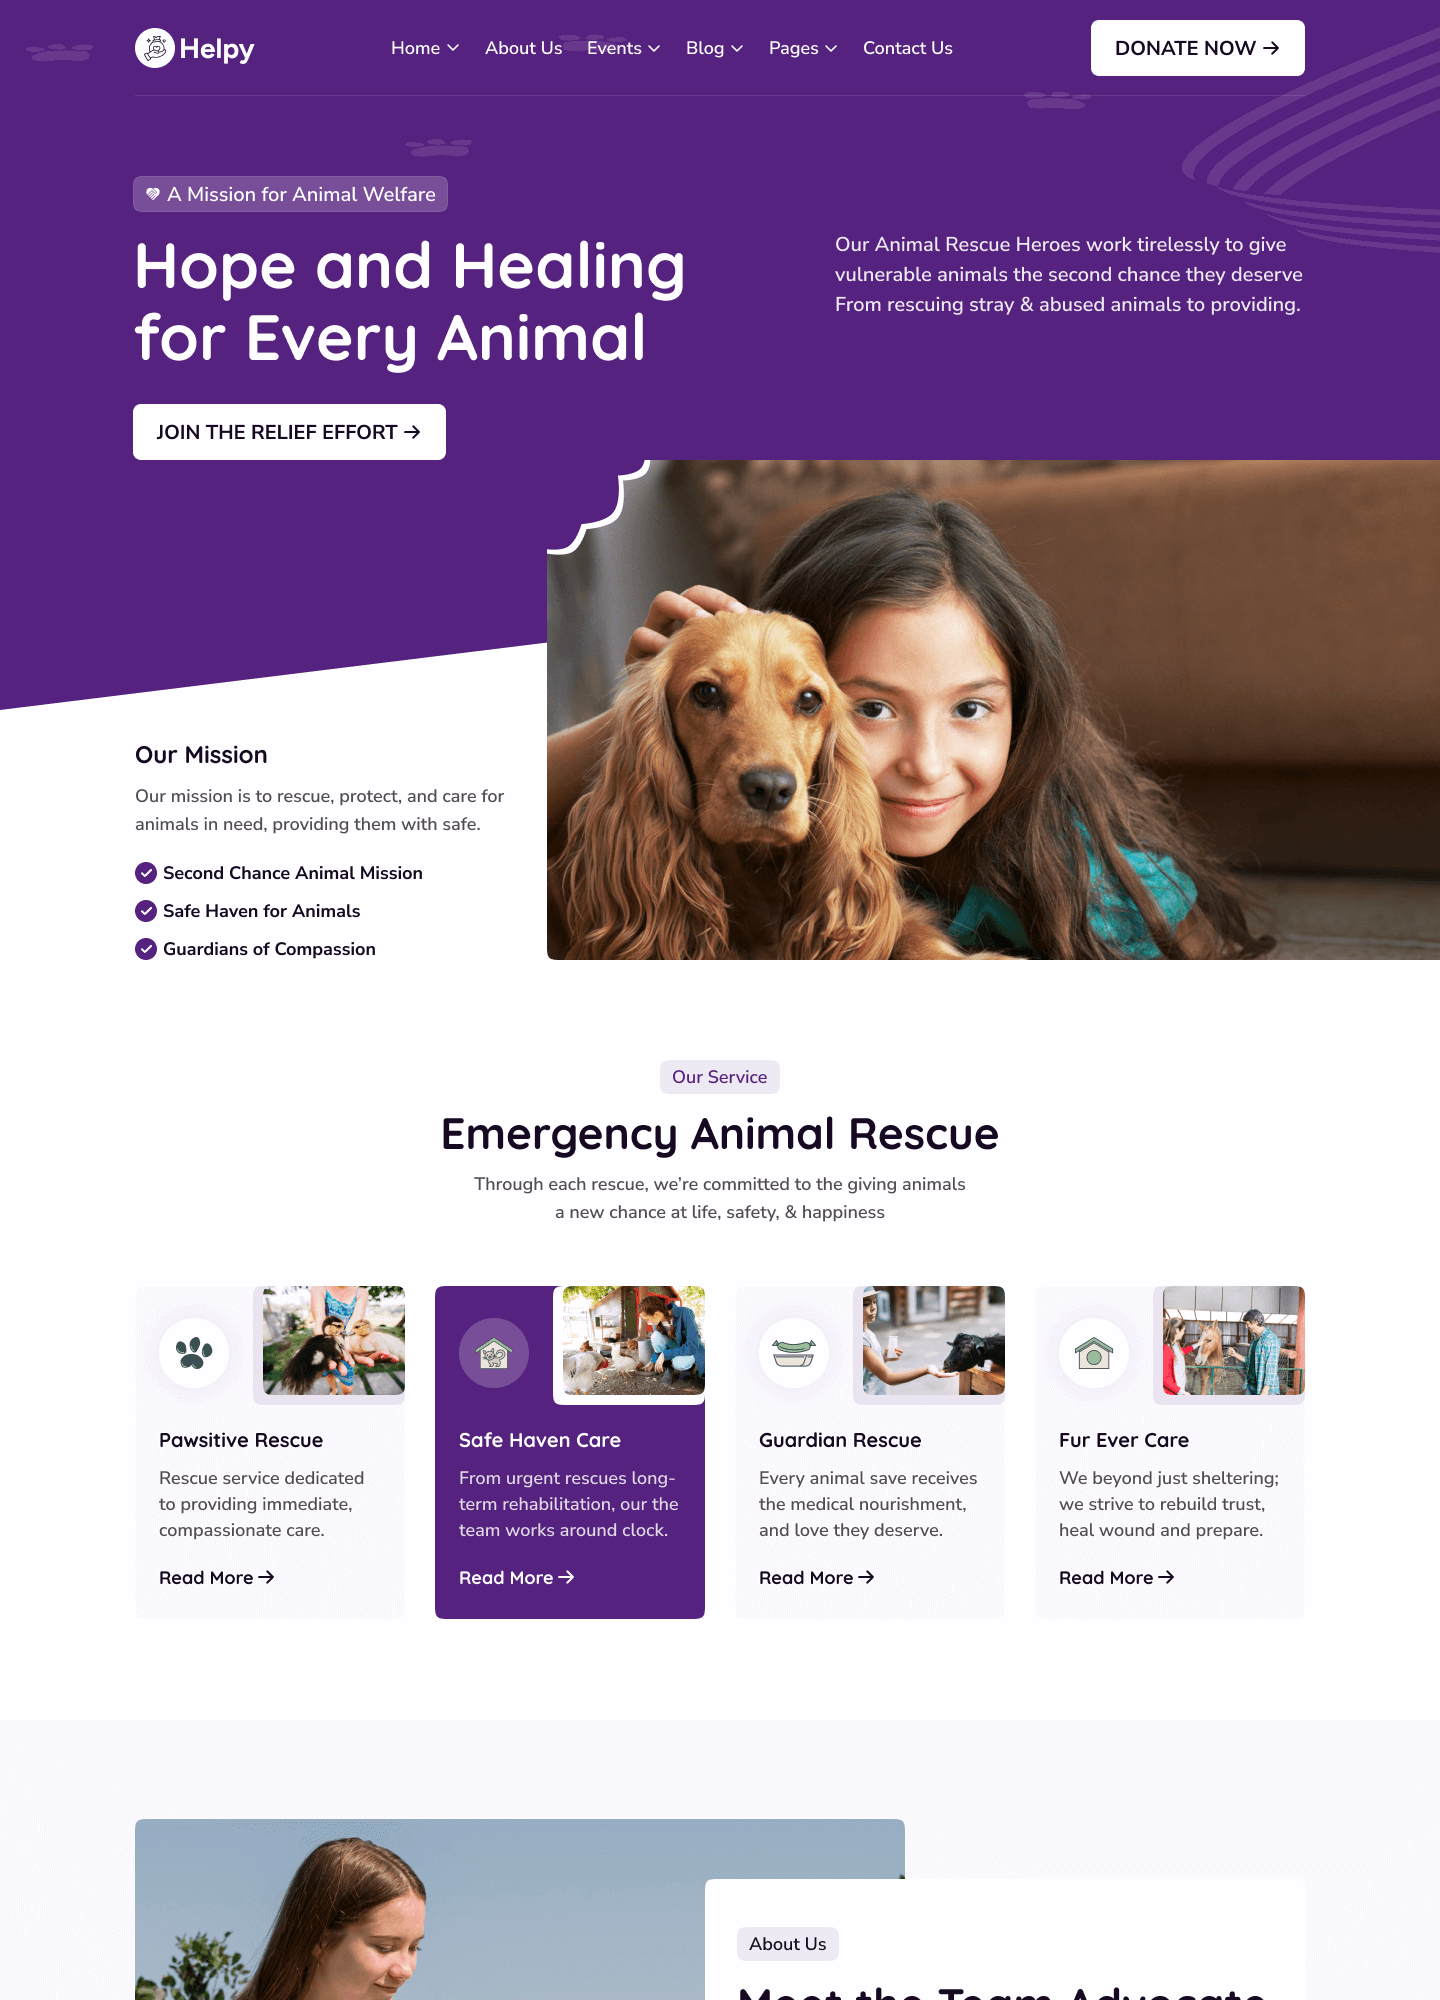 Helpy
Home
About Us
Events
Blog
Pages
Contact Us
DONATE NOW
A Mission for Animal Welfare
Hope and Healing
for Every Animal
Our Animal Rescue Heroes work tirelessly to give
vulnerable animals the second chance they deserve
From rescuing stray & abused animals to providing.
JOIN THE RELIEF EFFORT
Our Mission
Our mission is to rescue, protect, and care for
animals in need, providing them with safe.
Second Chance Animal Mission
Safe Haven for Animals
Guardians of Compassion
Our Service
Emergency Animal Rescue
Through each rescue, we’re committed to the giving animals
a new chance at life, safety, & happiness
Pawsitive Rescue
Rescue service dedicated
to providing immediate,
compassionate care.
Read More
Safe Haven Care
From urgent rescues long-
term rehabilitation, our the
team works around clock.
Read More
Guardian Rescue
Every animal save receives
the medical nourishment,
and love they deserve.
Read More
Fur Ever Care
We beyond just sheltering;
we strive to rebuild trust,
heal wound and prepare.
Read More
About Us
Meet the Team Advocate